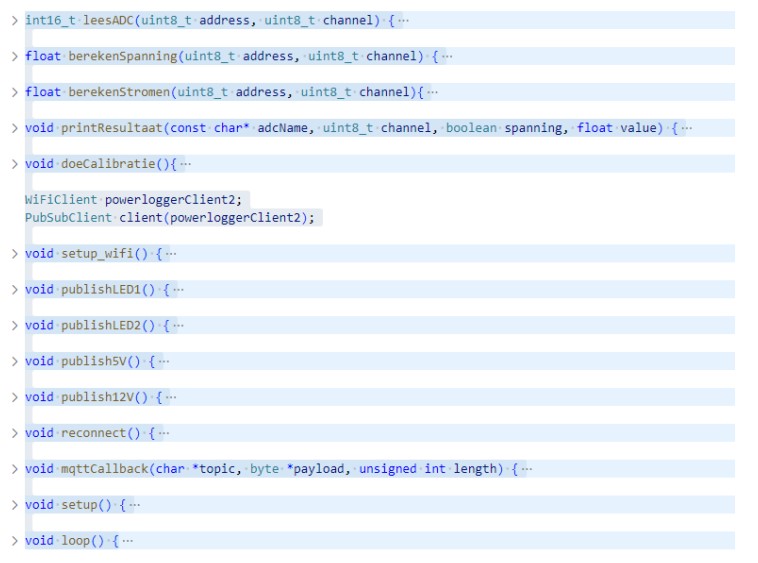 int16_t leesADC(uint8_t address, uint8_t channel) {···
float berekenSpanning(uint8_t address, uint8_t channel) {···
float berekenStromen(uint8_t address, uint8_t channel){···
void printResultaat(const char* adcName, uint8_t channel, boolean spanning, float value) {···
void doeCalibratie(){···
WiFiClient powerloggerClient2;
PubSubClient client(powerloggerClient2);
void setup_wifi() {···
void publishLED1() {···
void publishLED2() {···
void publish5V() {···
void publish12V() {···
void reconnect() {···
void mqttCallback(char *topic, byte *payload, unsigned int length) {···
void setup() {···
void loop() {···